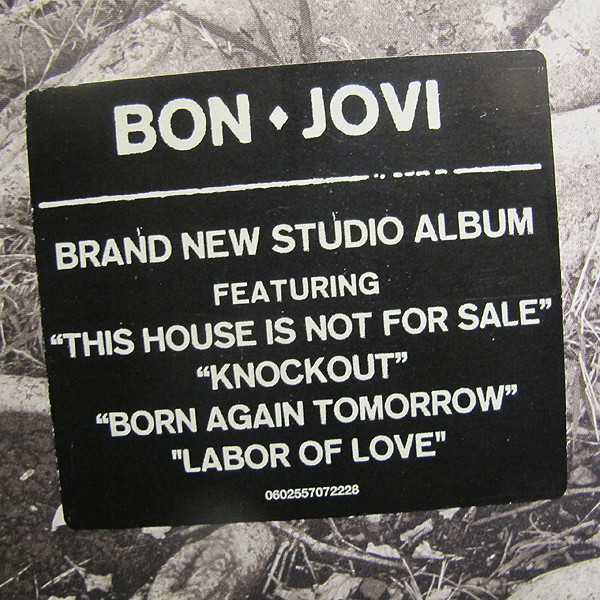 BON ♦ JOVI
BRAND NEW STUDIO ALBUM
FEATURING
“THIS HOUSE IS NOT FOR SALE”
“KNOCKOUT”
“BORN AGAIN TOMORROW”
"LABOR OF LOVE"
0602557072228